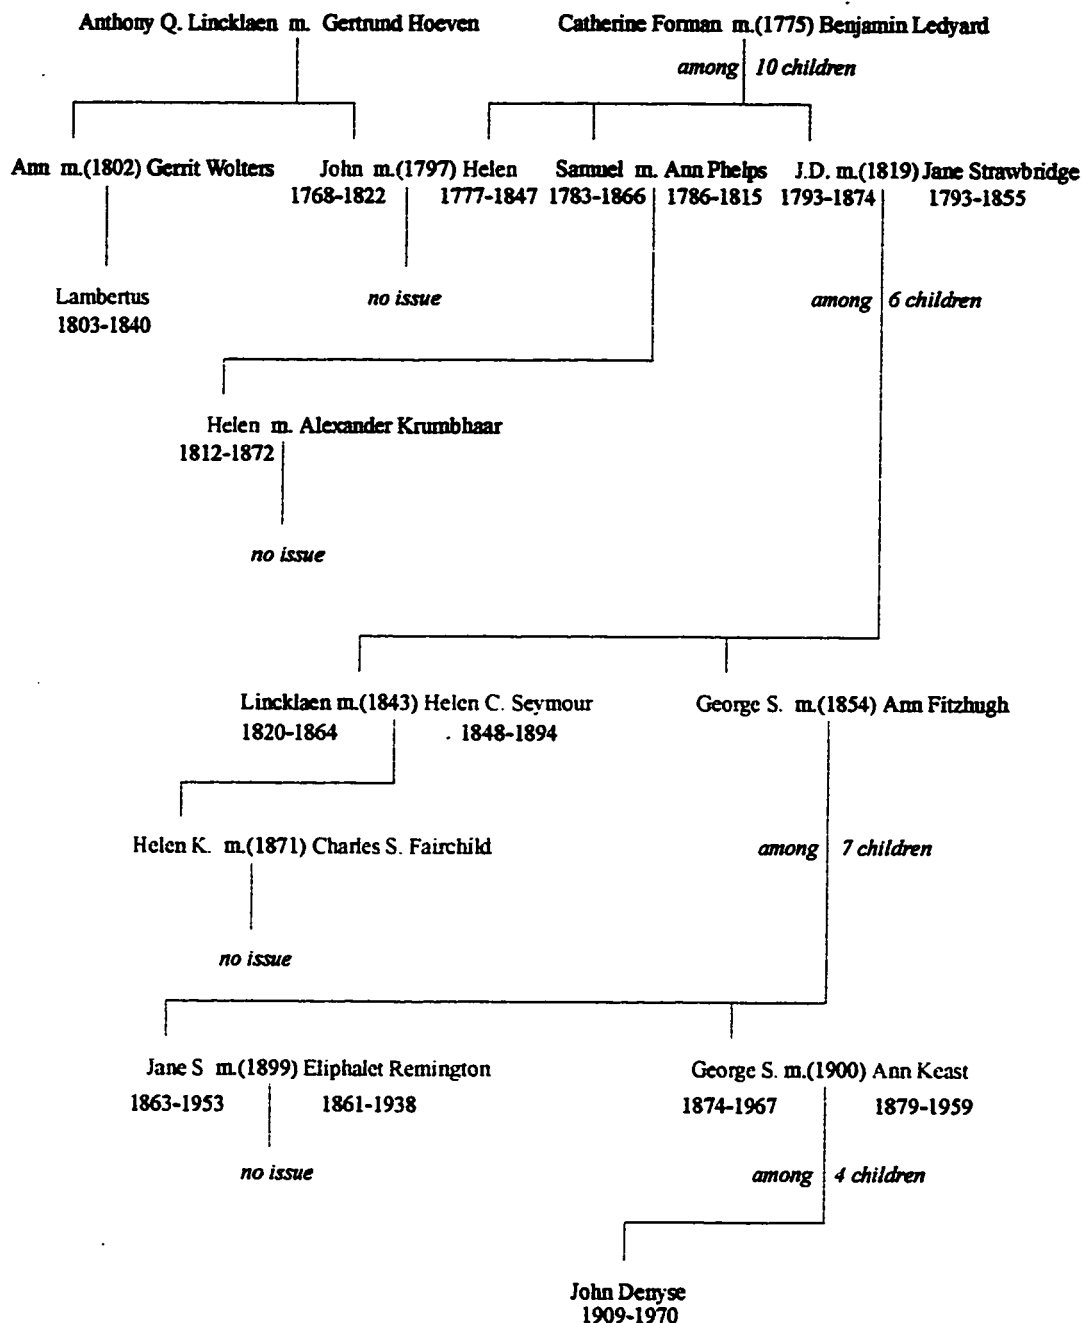 Anthony Q. Lincklaen m. Gertrund Hoeven
Catherine Forman m.(1775) Benjamin Ledyard
among 10 children
Ann m.(1802) Gerrit Wolters
John m.(1797) Helen
Samuel m. Ann Phelps
J.D. m.(1819) Jane Strawbridge
1768-1822
1777-1847
1783-1866
1786-1815
1793-1874
1793-1855
Lambertus
1803-1840
no issue
among 6 children
Helen m. Alexander Krumbhaar
1812-1872
no issue
Lincklaen m.(1843) Helen C. Seymour
George S. m.(1854) Ann Fitzhugh
1820-1864
1848-1894
Helen K. m.(1871) Charles S. Fairchild
among 7 children
no issue
Jane S m.(1899) Eliphalet Remington
George S. m.(1900) Ann Keast
1863-1953
1861-1938
1874-1967
1879-1959
no issue
among 4 children
John Denyse
1909-1970